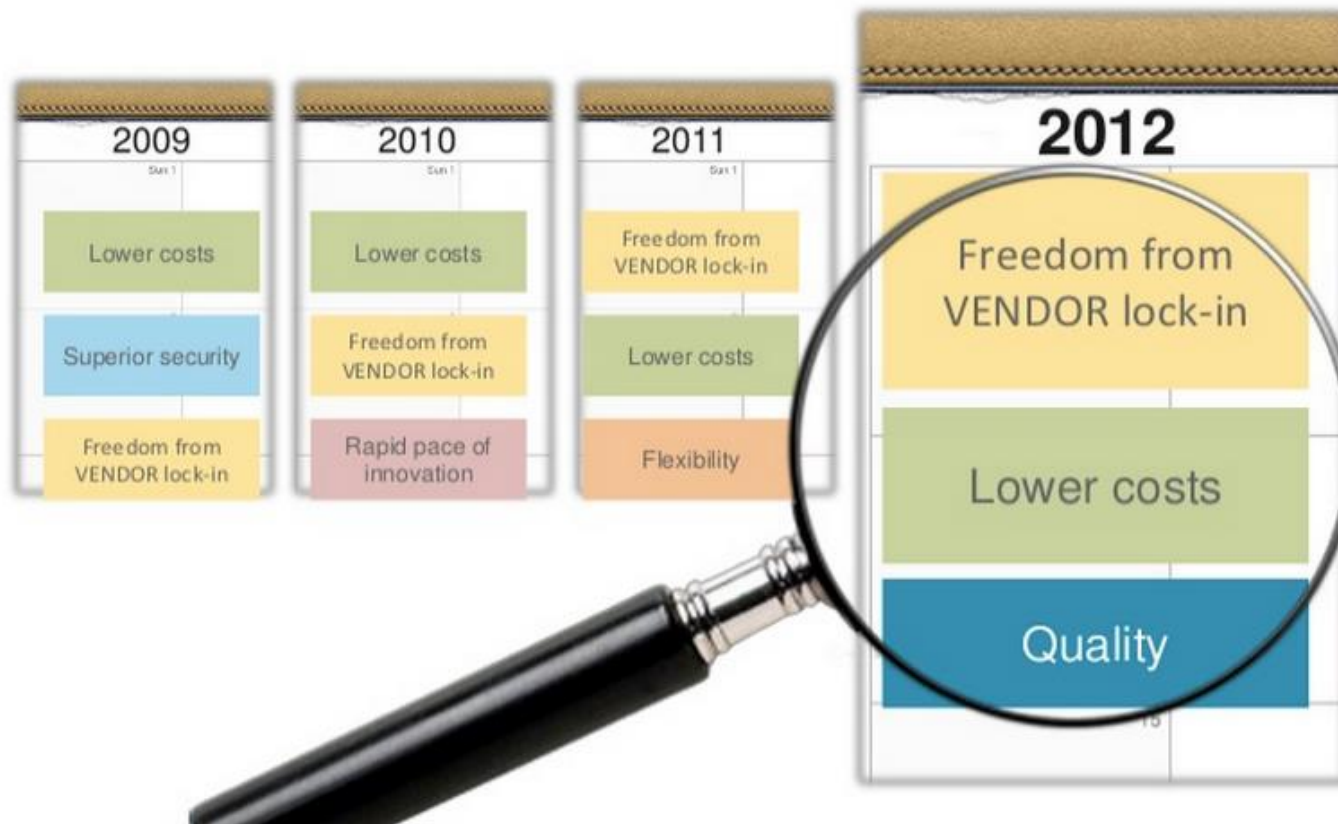 2009
Sun 1
Lower costs
Superior security
Freedom from
VENDOR lock-in
2010
Sun 1
Lower costs
Freedom from
VENDOR lock-in
Rapid pace of
innovation
2011
Sun 1
Freedom from
VENDOR lock-in
Lower costs
Flexibility
2012
Freedom from
VENDOR lock-in
Lower costs
Quality
15